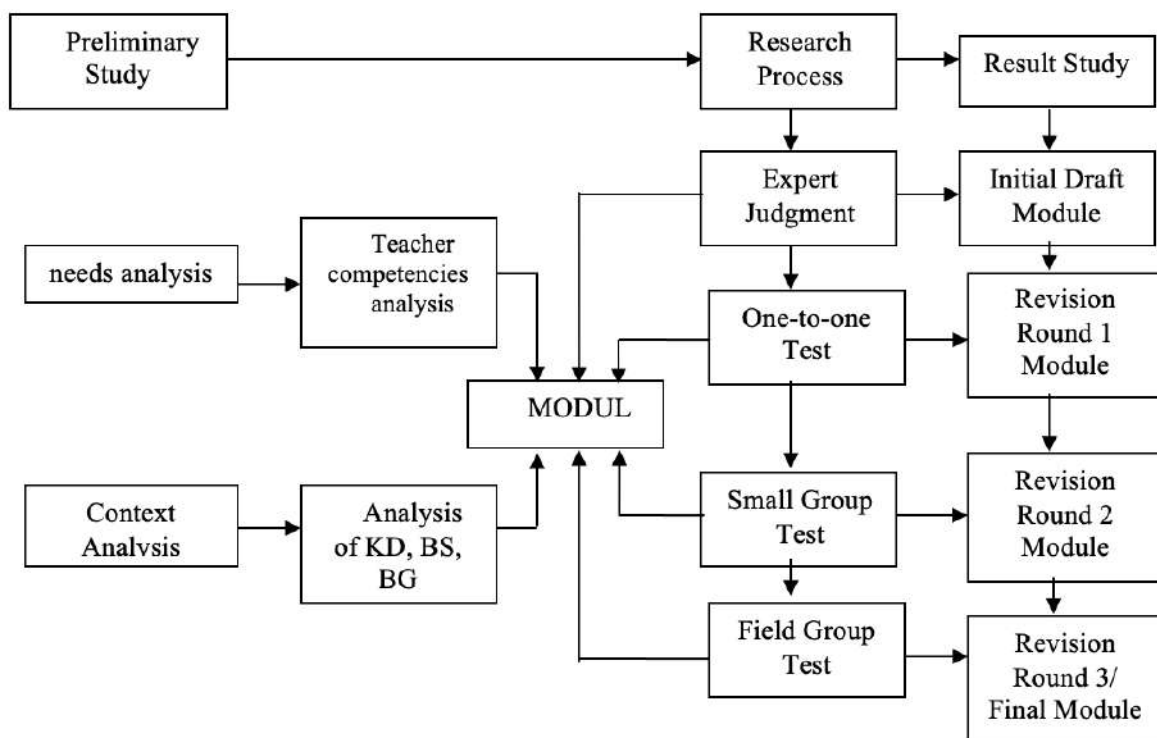 Preliminary
Study
Research
Process
Result Study
Expert
Judgment
Initial Draft
Module
needs analysis
Teacher
competencies
analysis
One-to-one
Test
Revision
Round 1
Module
MODUL
Context
Analvsis
Analysis
of KD, BS,
BG
Small Group
Test
Revision
Round 2
Module
Field Group
Test
Revision
Round 3/
Final Module